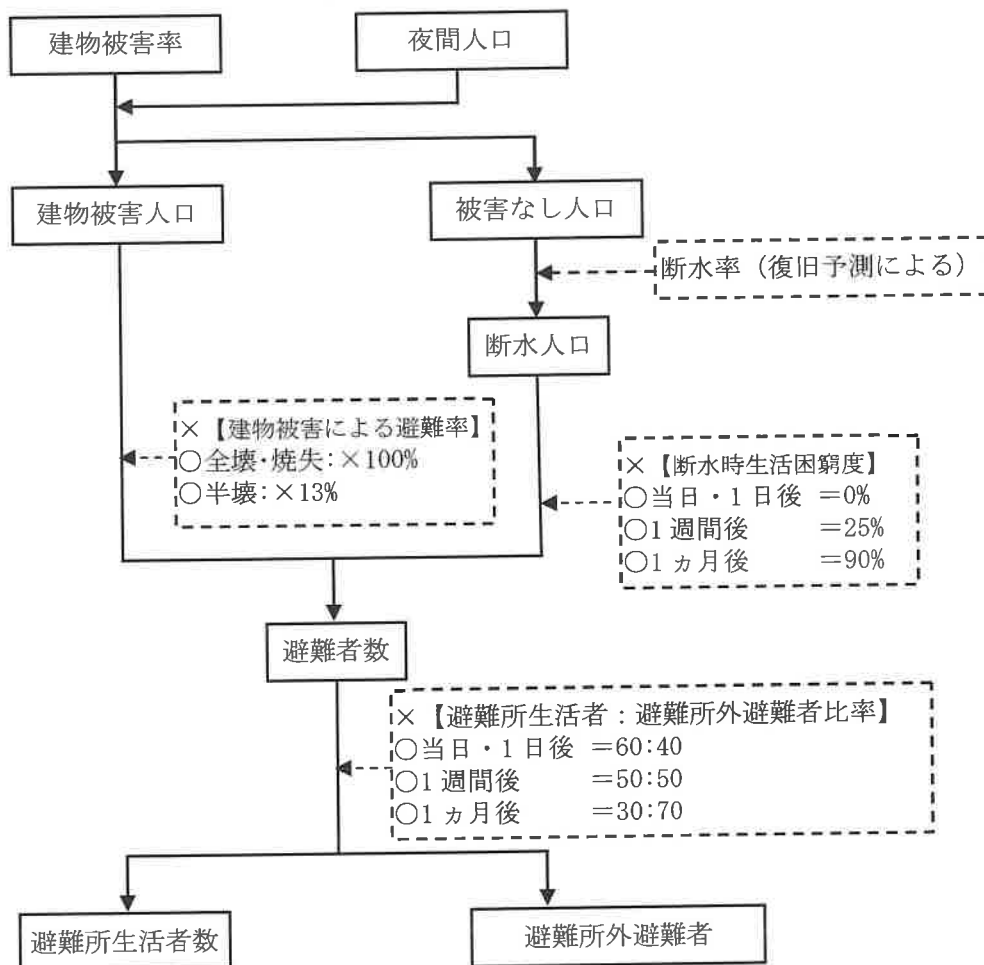 建物被害率
夜間人口
建物被害人口
被害なし人口
断水率（復旧予測による）
断水人口
×【建物被害による避難率】
○全壊・焼失：×100%
○半壊：×13%
×【断水時生活困窮度】
○当日・1日後 ＝0%
○1週間後 ＝25%
○1ヵ月後 ＝90%
避難者数
×【避難所生活者：避難所外避難者比率】
○当日・1日後 ＝60:40
○1週間後 ＝50:50
○1ヵ月後 ＝30:70
避難所生活者数
避難所外避難者